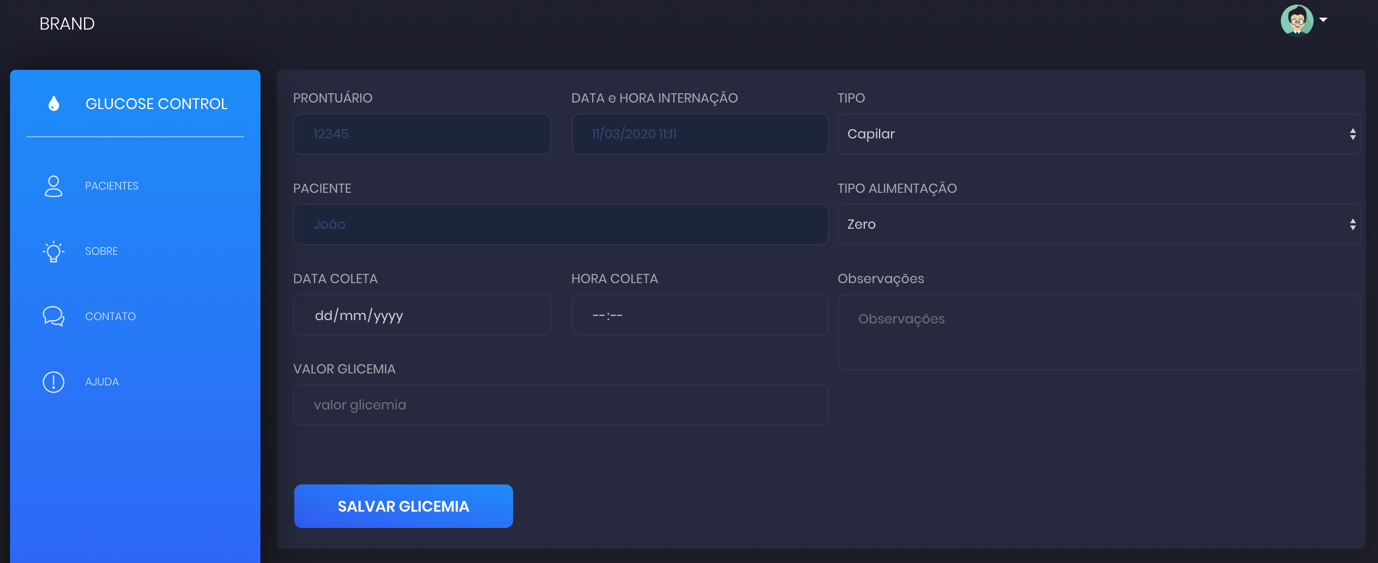 BRAND
GLUCOSE CONTROL
PACIENTES
SOBRE
CONTATO
AJUDA
PRONTUÁRIO
12345
DATA e HORA INTERNAÇÃO
11/03/2020 11:11
TIPO
Capilar
PACIENTE
João
TIPO ALIMENTAÇÃO
Zero
DATA COLETA
dd/mm/yyyy
HORA COLETA
--:--
Observações
Observações
VALOR GLICEMIA
valor glicemia
SALVAR GLICEMIA